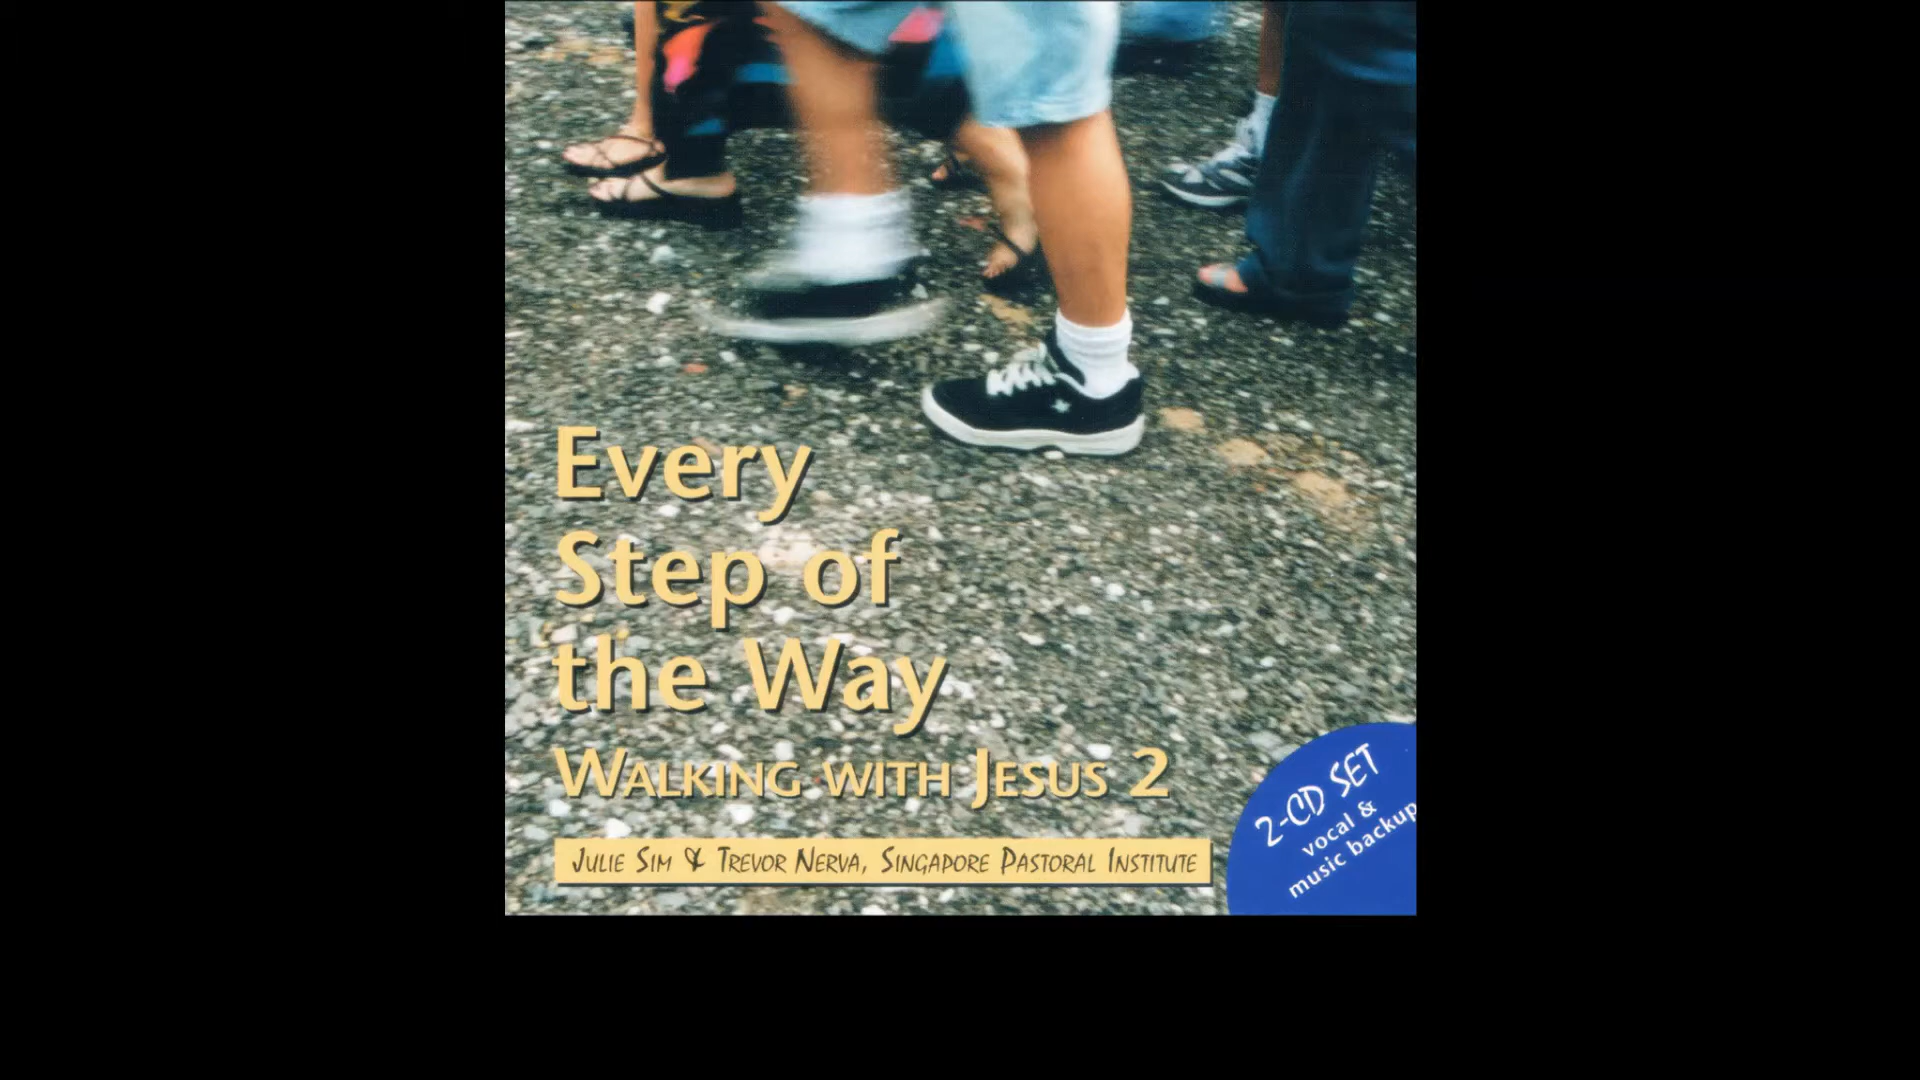 Every
Step of
the Way
WALKING WITH JESUS 2
JULIE SIM & TREVOR NERVA, SINGAPORE PASTORAL INSTITUTE
2-CD SET
vocal &
music backup